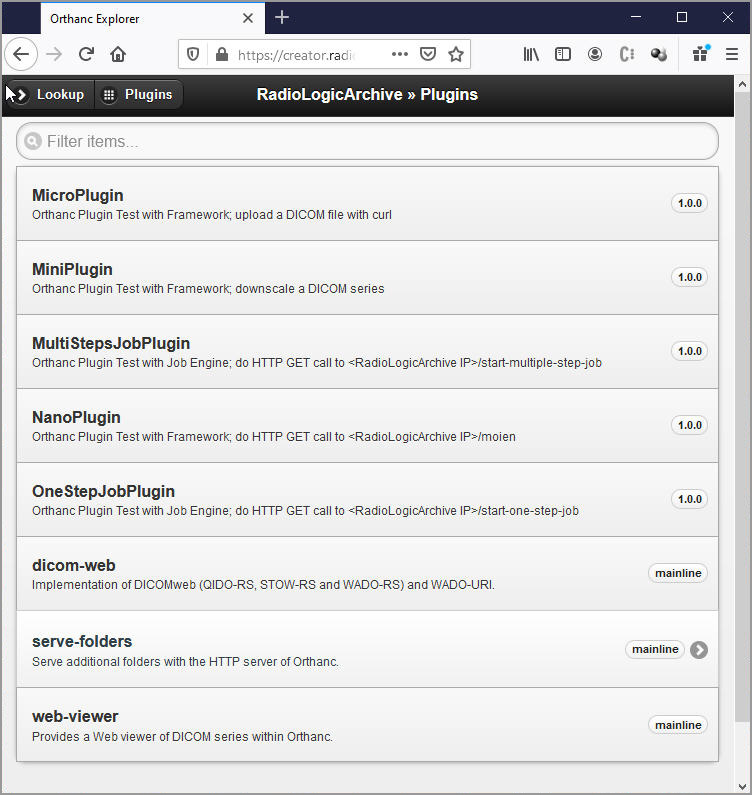 Orthanc Explorer
https://creator.radi
Lookup
Plugins
RadioLogicArchive » Plugins
Filter items...
MicroPlugin
1.0.0
Orthanc Plugin Test with Framework; upload a DICOM file with curl
MiniPlugin
1.0.0
Orthanc Plugin Test with Framework; downscale a DICOM series
MultiStepsJobPlugin
1.0.0
Orthanc Plugin Test with Job Engine; do HTTP GET call to <RadioLogicArchive IP>/start-multiple-step-job
NanoPlugin
1.0.0
Orthanc Plugin Test with Framework; do HTTP GET call to <RadioLogicArchive IP>/moien
OneStepJobPlugin
1.0.0
Orthanc Plugin Test with Job Engine; do HTTP GET call to <RadioLogicArchive IP>/start-one-step-job
dicom-web
mainline
Implementation of DICOMweb (QIDO-RS, STOW-RS and WADO-RS) and WADO-URI.
serve-folders
mainline
Serve additional folders with the HTTP server of Orthanc.
web-viewer
mainline
Provides a Web viewer of DICOM series within Orthanc.